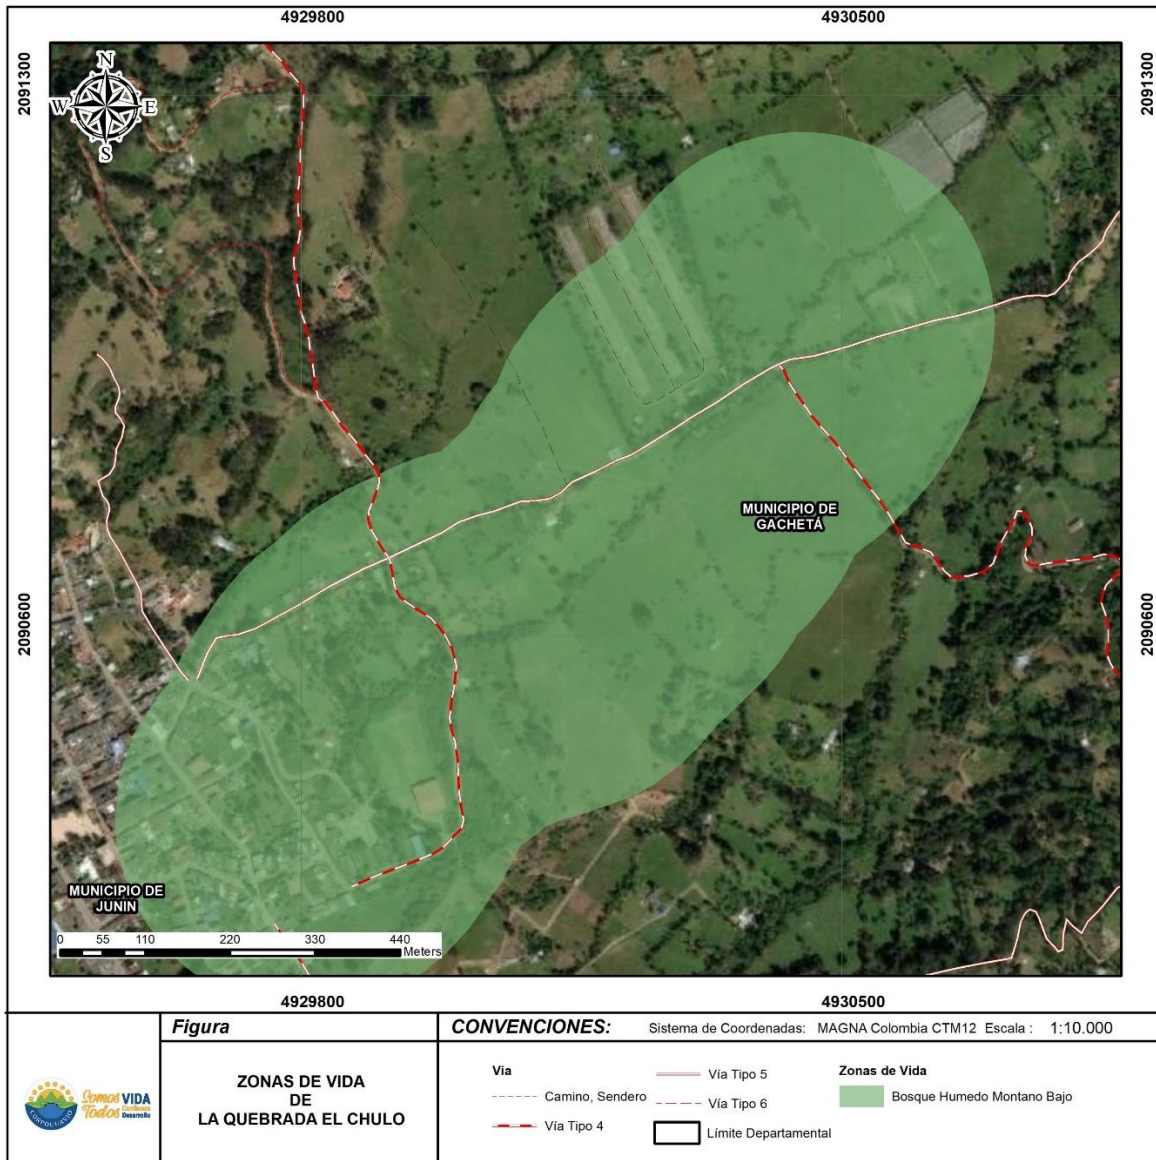 4929800 4930500
2091300 2091300
N
W E
S
MUNICIPIO DE
GACHETÁ
2090600 2090600
MUNICIPIO DE
JUNIN
0 55 110 220 330 440
Meters
4929800 4930500
Figura
ZONAS DE VIDA
DE
LA QUEBRADA EL CHULO
CONVENCIONES: Sistema de Coordenadas: MAGNA Colombia CTM12 Escala : 1:10.000
Via
Camino, Sendero
Vía Tipo 4
Vía Tipo 5
Vía Tipo 6
Límite Departamental
Zonas de Vida
Bosque Humedo Montano Bajo
CORPOGUAVIO
Somos VIDA
Todos Confianza
Desarrollo